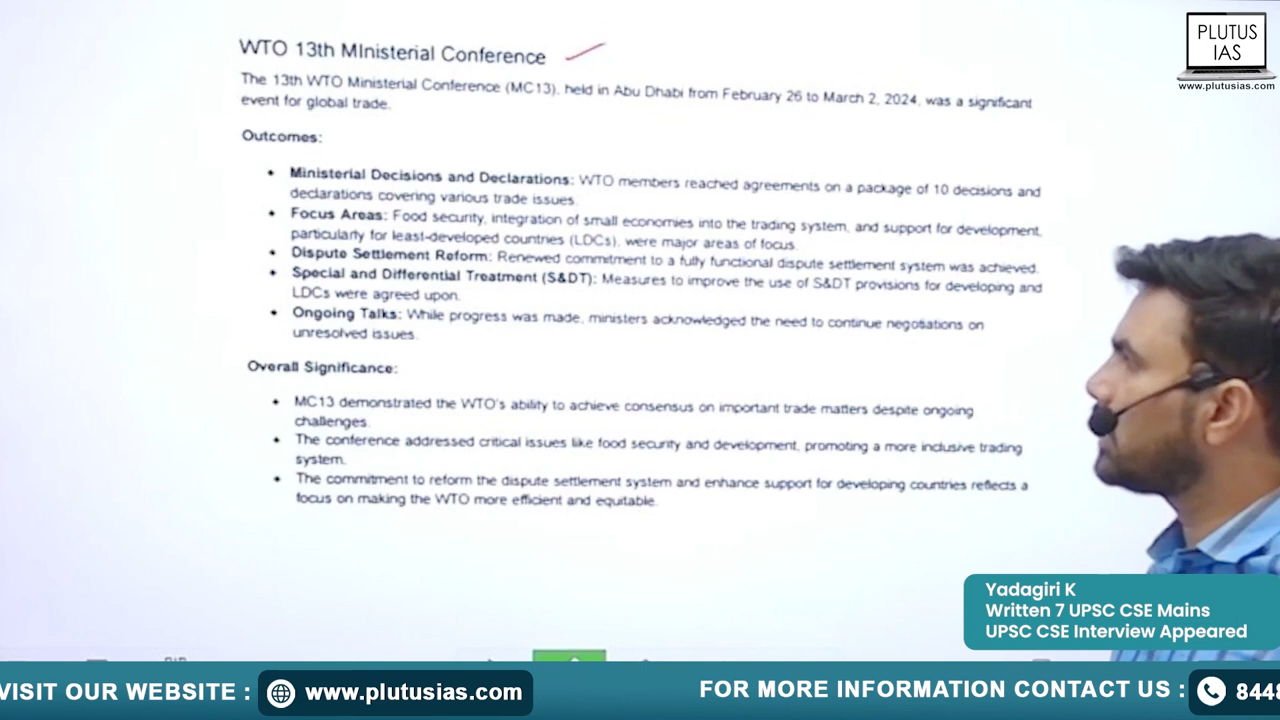 WTO 13th MInisterial Conference
The 13th WTO Ministerial Conference (MC13), held in Abu Dhabi from February 26 to March 2, 2024, was a significant
event for global trade.
Outcomes:
• Ministerial Decisions and Declarations: WTO members reached agreements on a package of 10 decisions and
declarations covering various trade issues.
• Focus Areas: Food security, integration of small economies into the trading system, and support for development,
particularly for least-developed countries (LDCs), were major areas of focus.
• Dispute Settlement Reform: Renewed commitment to a fully functional dispute settlement system was achieved.
• Special and Differential Treatment (S&DT): Measures to improve the use of S&DT provisions for developing and
LDCs were agreed upon.
• Ongoing Talks: While progress was made, ministers acknowledged the need to continue negotiations on
unresolved issues.
Overall Significance:
• MC13 demonstrated the WTO's ability to achieve consensus on important trade matters despite ongoing
challenges.
• The conference addressed critical issues like food security and development, promoting a more inclusive trading
system.
• The commitment to reform the dispute settlement system and enhance support for developing countries reflects a
focus on making the WTO more efficient and equitable.
PLUTUS
IAS
www.plutusias.com
Yadagiri K
Written 7 UPSC CSE Mains
UPSC CSE Interview Appeared
VISIT OUR WEBSITE : www.plutusias.com
FOR MORE INFORMATION CONTACT US : 8448